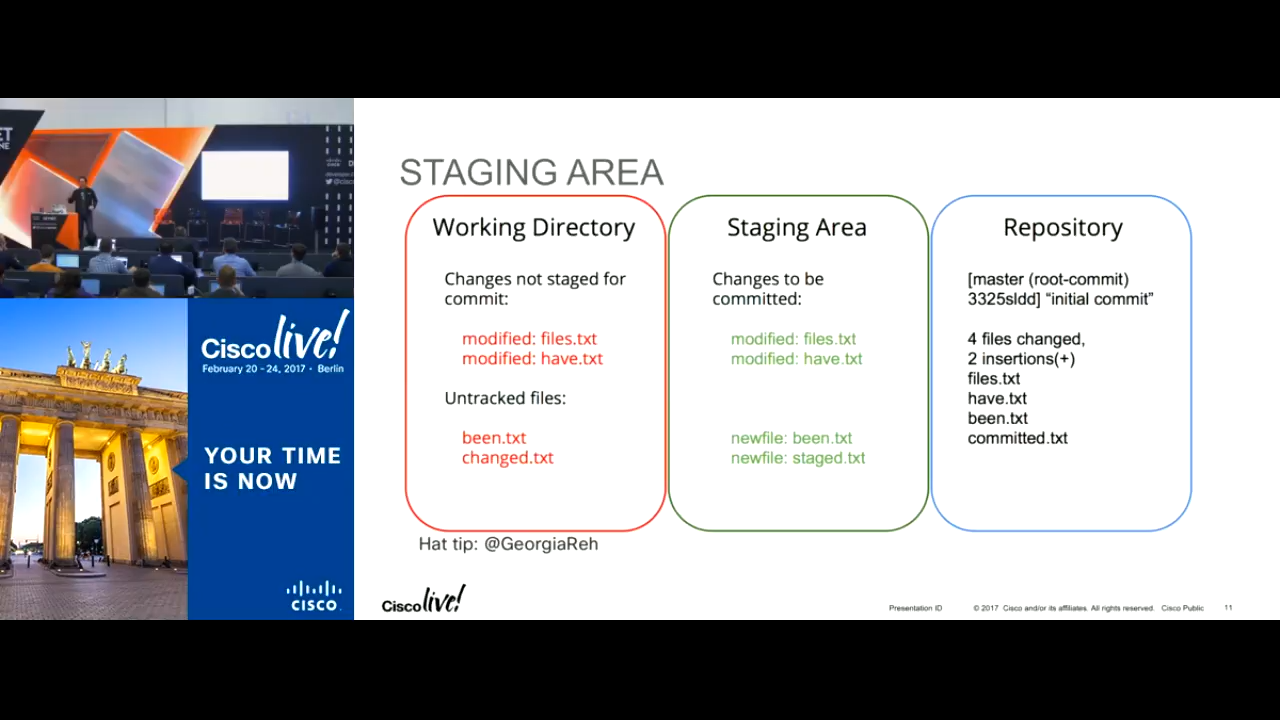 STAGING AREA
Working Directory
Changes not staged for
commit:
modified: files.txt
modified: have.txt
Untracked files:
been.txt
changed.txt
Staging Area
Changes to be
committed:
modified: files.txt
modified: have.txt
newfile: been.txt
newfile: staged.txt
Repository
[master (root-commit)
3325sldd] “initial commit”
4 files changed,
2 insertions(+)
files.txt
have.txt
been.txt
committed.txt
Hat tip: @GeorgiaReh
Cisco live!
Presentation ID
© 2017 Cisco and/or its affiliates. All rights reserved. Cisco Public
11
Cisco live!
February 20 - 24, 2017 · Berlin
YOUR TIME
IS NOW
CISCO